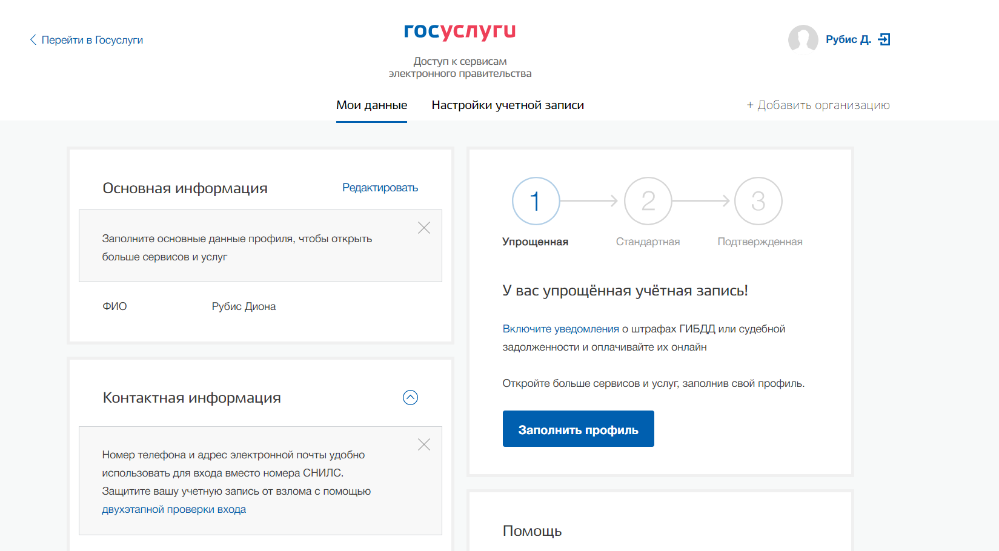 Перейти в Госуслуги
госуслуги
Доступ к сервисам
электронного правительства
Рубис Д.
Мои данные
Настройки учетной записи
+ Добавить организацию
Основная информация
Редактировать
Заполните основные данные профиля, чтобы открыть
больше сервисов и услуг
ФИО
Рубис Диона
Контактная информация
Номер телефона и адрес электронной почты удобно
использовать для входа вместо номера СНИЛС.
Защитите вашу учетную запись от взлома с помощью
двухэтапной проверки входа
1
2
3
Упрощенная
Стандартная
Подтвержденная
У вас упрощённая учётная запись!
Включите уведомления о штрафах ГИБДД или судебной
задолженности и оплачивайте их онлайн
Откройте больше сервисов и услуг, заполнив свой профиль.
Заполнить профиль
Помощь